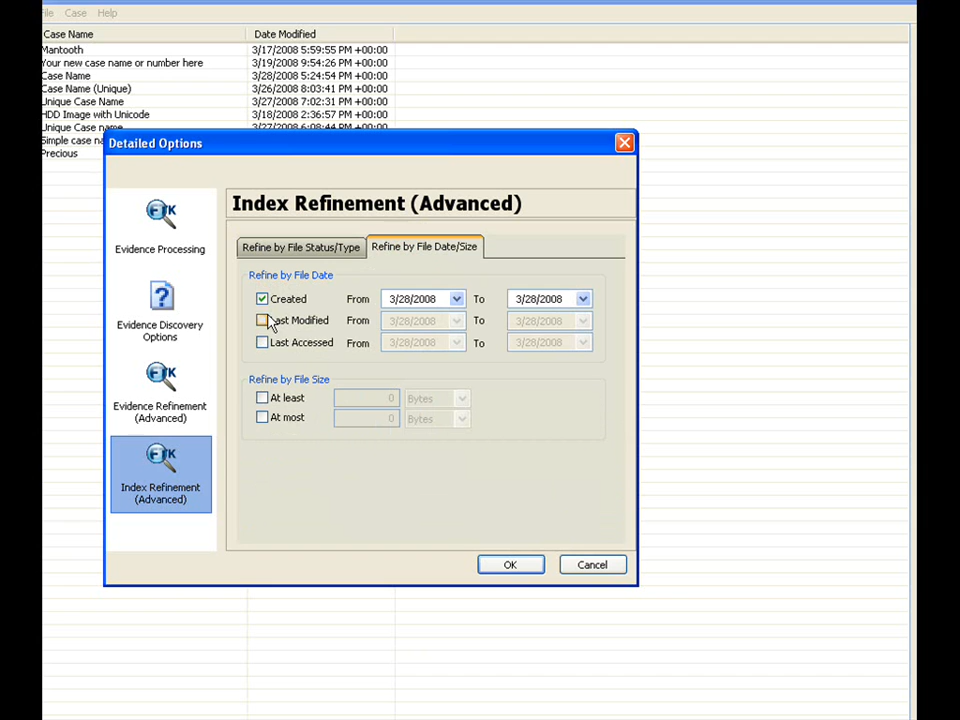 File Case Help
Case Name Date Modified
Mantooth 3/17/2008 5:59:55 PM +00:00
Your new case name or number here 3/19/2008 9:54:26 PM +00:00
Case Name 3/28/2008 5:24:54 PM +00:00
Case Name (Unique) 3/26/2008 8:03:41 PM +00:00
Unique Case Name 3/27/2008 7:02:31 PM +00:00
HDD Image with Unicode 3/18/2008 2:36:57 PM +00:00
Unique Case name 3/27/2008 6:08:44 PM +00:00
Simple case na
Precious
Detailed Options
FTK
Evidence Processing
Evidence Discovery
Options
FTK
Evidence Refinement
(Advanced)
FTK
Index Refinement
(Advanced)
Index Refinement (Advanced)
Refine by File Status/Type Refine by File Date/Size
Refine by File Date
Created From 3/28/2008 To 3/28/2008
Last Modified From 3/28/2008 To 3/28/2008
Last Accessed From 3/28/2008 To 3/28/2008
Refine by File Size
At least 0 Bytes
At most 0 Bytes
OK Cancel